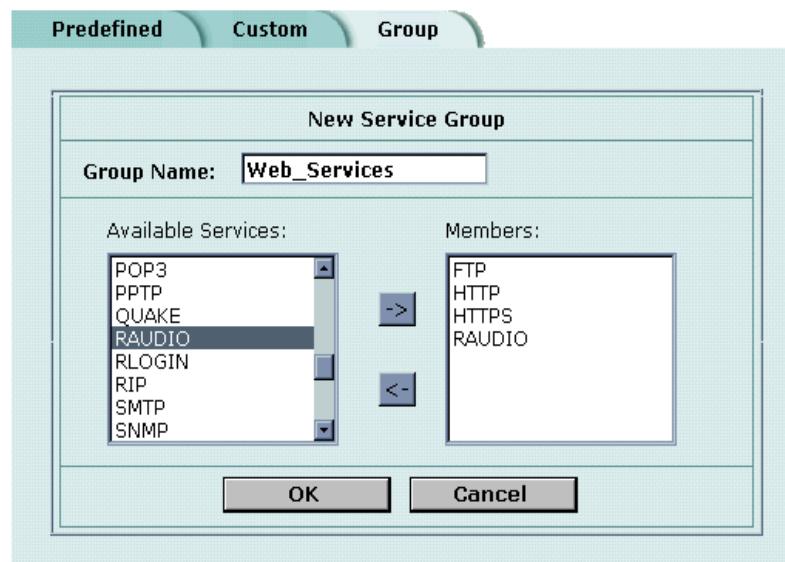 Predefined Custom Group
New Service Group
Group Name: Web_Services
Available Services:
POP3
PPTP
QUAKE
RAUDIO
RLOGIN
RIP
SMTP
SNMP
->
<-
Members:
FTP
HTTP
HTTPS
RAUDIO
OK Cancel